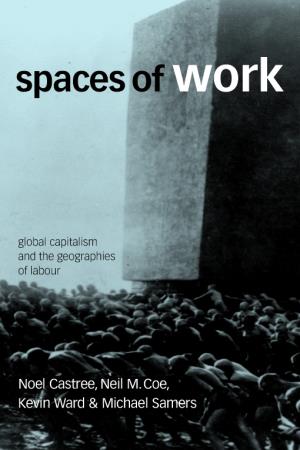 spaces of work
global capitalism
and the geographies
of labour
Noel Castree, Neil M. Coe,
Kevin Ward & Michael Samers